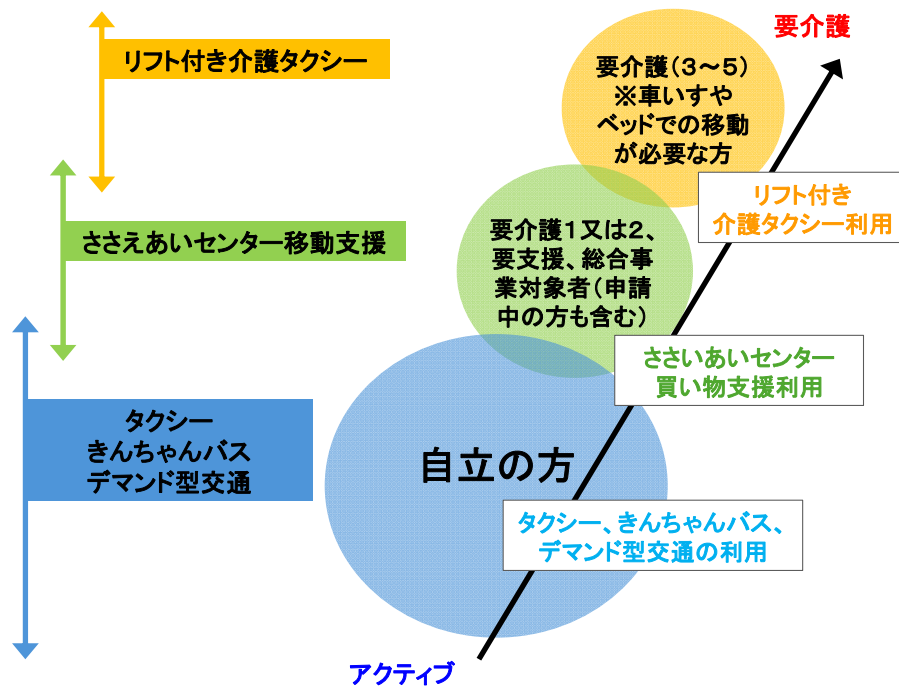 要介護
リフト付き介護タクシー
要介護（３～５）
※車いすや
ベッドでの移動
が必要な方
リフト付き
介護タクシー利用
ささえあいセンター移動支援
要介護１又は２、
要支援、総合事
業対象者（申請
中の方も含む）
ささいあいセンター
買い物支援利用
タクシー
きんちゃんバス
デマンド型交通
自立の方
タクシー、きんちゃんバス、
デマンド型交通の利用
アクティブ